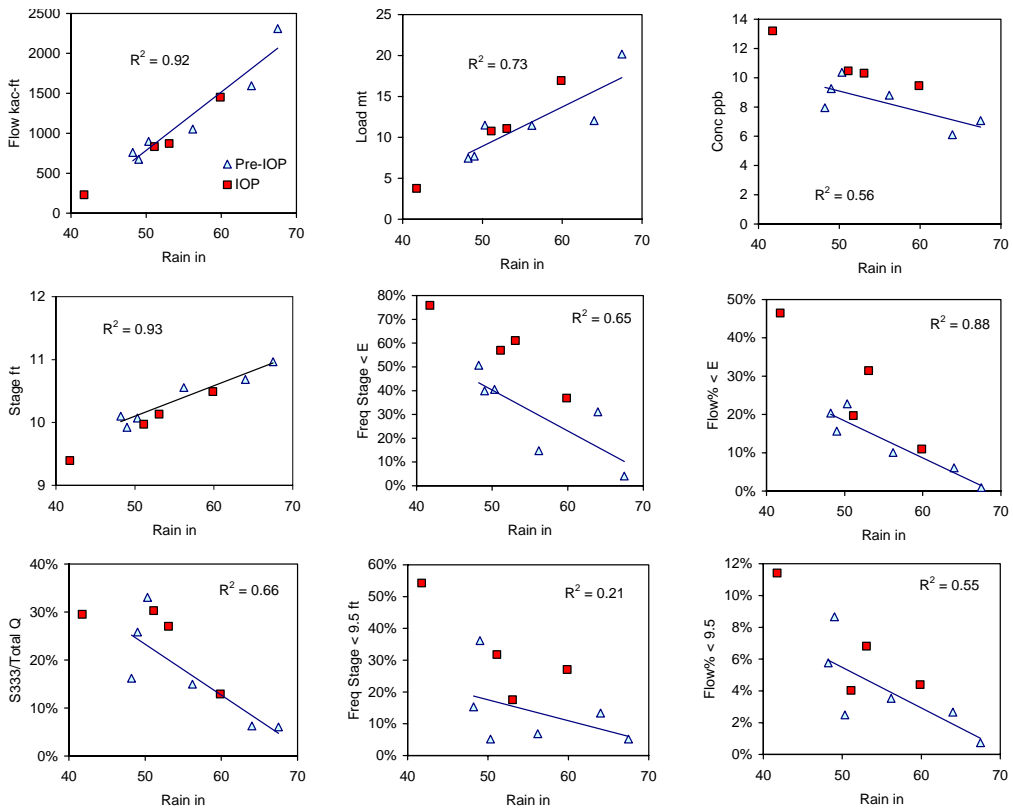 2500
2000
1500
1000
500
0
Flow kac-ft
R² = 0.92
Pre-IOP
IOP
40 50 60 70
Rain in
25
20
15
10
5
0
Load mt
R² = 0.73
40 50 60 70
Rain in
14
12
10
8
6
4
2
0
Conc ppb
R² = 0.56
40 50 60 70
Rain in
12
11
10
9
Stage ft
R² = 0.93
40 50 60 70
Rain in
80%
70%
60%
50%
40%
30%
20%
10%
0%
Freq Stage < E
R² = 0.65
40 50 60 70
Rain in
50%
40%
30%
20%
10%
0%
Flow% < E
R² = 0.88
40 50 60 70
Rain in
40%
30%
20%
10%
0%
S333/Total Q
R² = 0.66
40 50 60 70
Rain in
60%
50%
40%
30%
20%
10%
0%
Freq Stage < 9.5 ft
R² = 0.21
40 50 60 70
Rain in
12%
10%
8%
6%
4%
2%
0%
Flow% < 9.5
R² = 0.55
40 50 60 70
Rain in